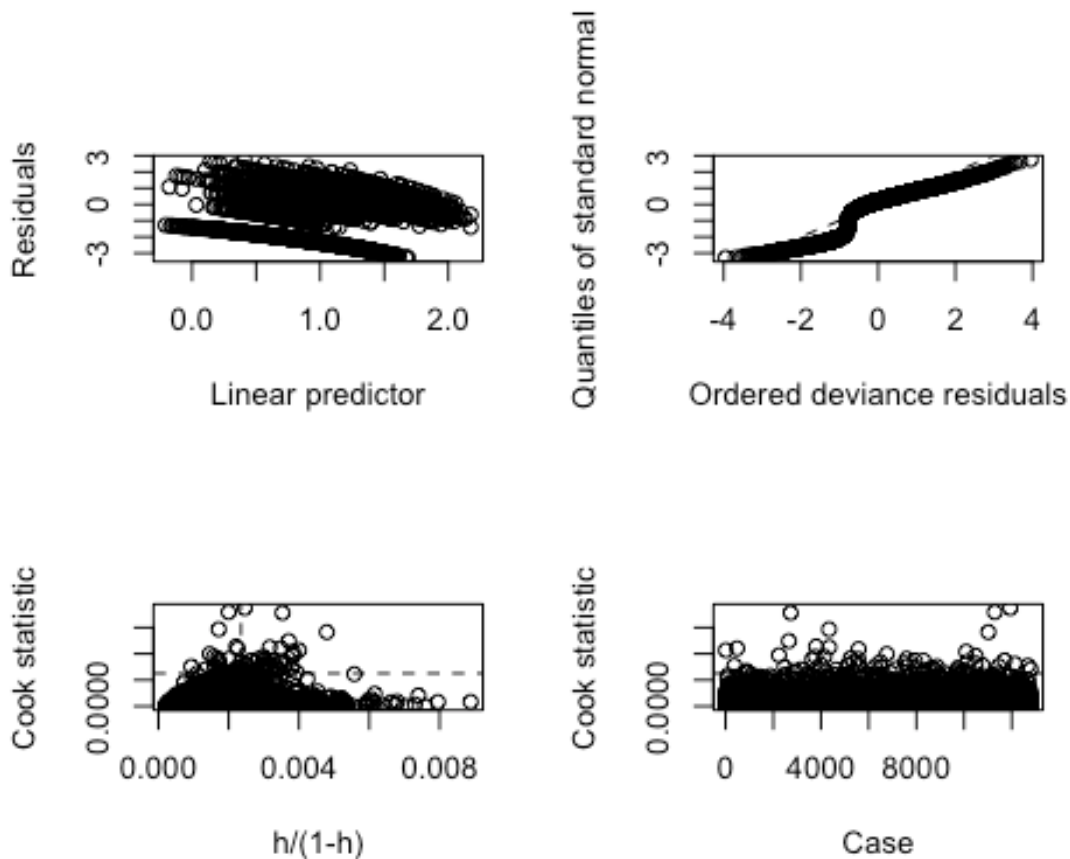 Residuals
3
0
-3
0.0 1.0 2.0
Linear predictor
Quantiles of standard normal
3
0
-3
-4 -2 0 2 4
Ordered deviance residuals
Cook statistic
0.0000
0.000 0.004 0.008
h/(1-h)
Cook statistic
0.0000
0 4000 8000
Case